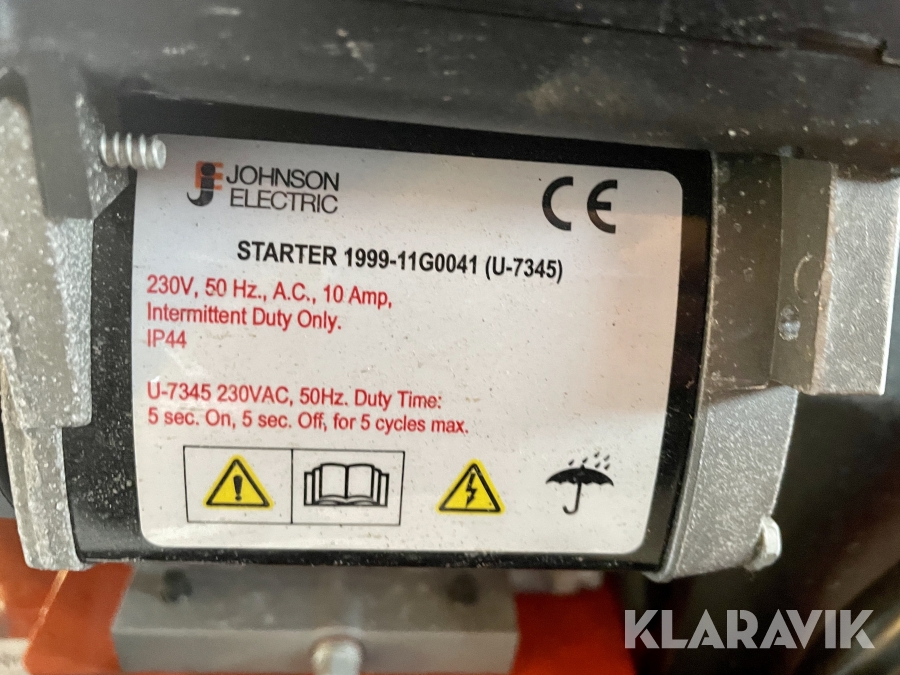 JE JOHNSON
ELECTRIC
CE
STARTER 1999-11G0041 (U-7345)
230V, 50 Hz., A.C., 10 Amp,
Intermittent Duty Only.
IP44
U-7345 230VAC, 50Hz. Duty Time:
5 sec. On, 5 sec. Off, for 5 cycles max.
KLARAVIK